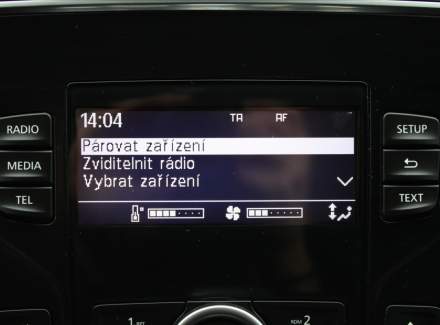 14:04 TA AF
RADIO
SETUP
Párovat zařízení
MEDIA
Zviditelnit rádio
Vybrat zařízení
TEL
TEXT
1
2